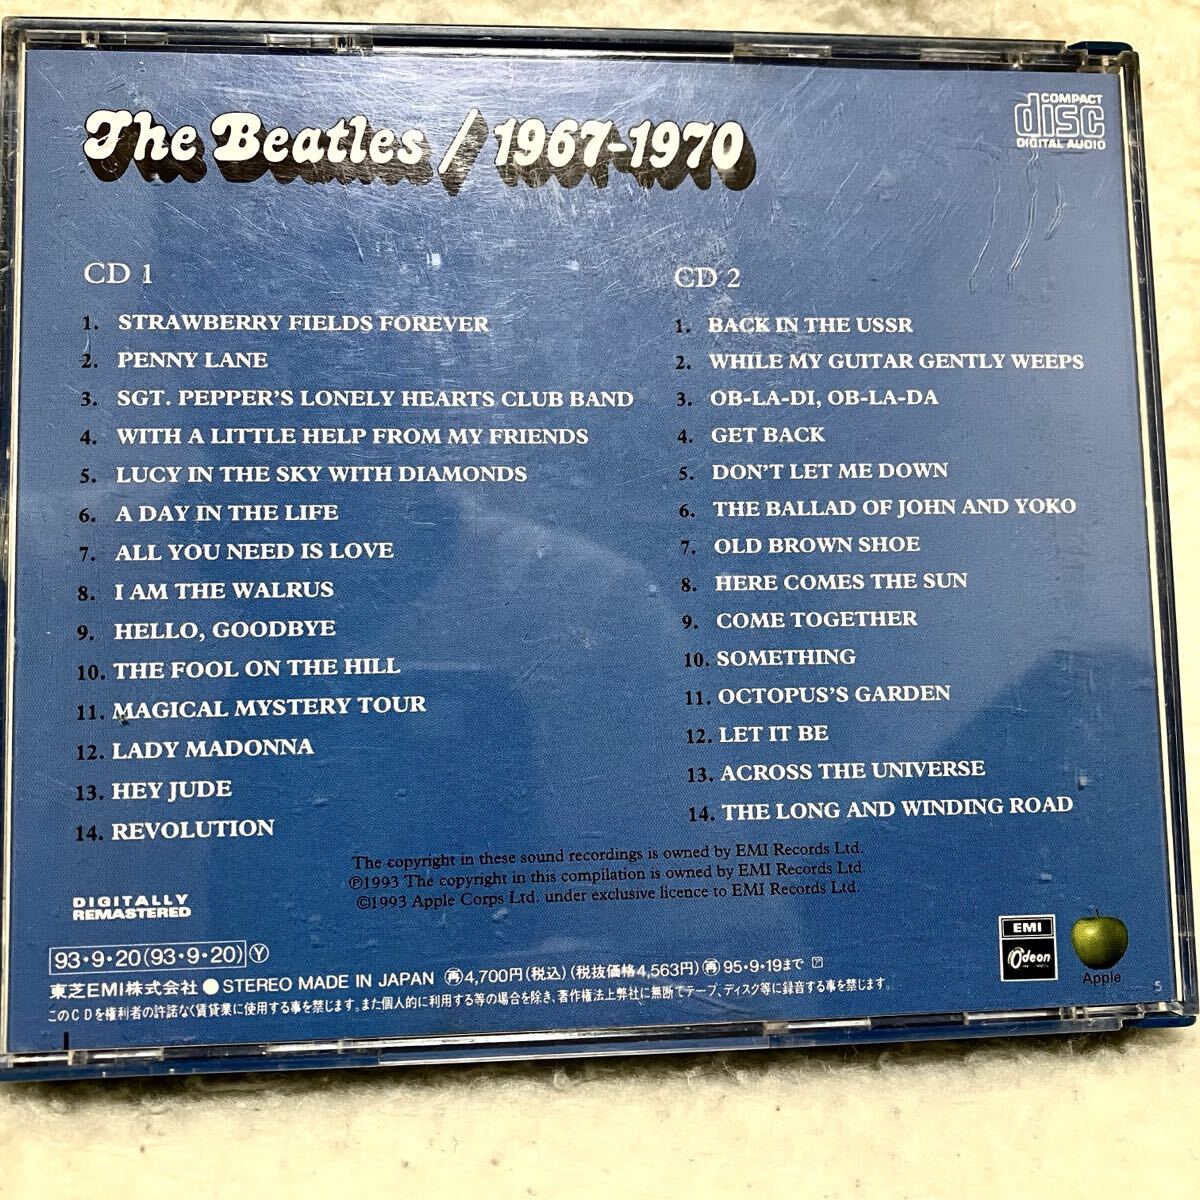 The Beatles / 1967-1970
COMPACT
disc
DIGITAL AUDIO
CD 1
1. STRAWBERRY FIELDS FOREVER
2. PENNY LANE
3. SGT. PEPPER'S LONELY HEARTS CLUB BAND
4. WITH A LITTLE HELP FROM MY FRIENDS
5. LUCY IN THE SKY WITH DIAMONDS
6. A DAY IN THE LIFE
7. ALL YOU NEED IS LOVE
8. I AM THE WALRUS
9. HELLO, GOODBYE
10. THE FOOL ON THE HILL
11. MAGICAL MYSTERY TOUR
12. LADY MADONNA
13. HEY JUDE
14. REVOLUTION
CD 2
1. BACK IN THE USSR
2. WHILE MY GUITAR GENTLY WEEPS
3. OB-LA-DI, OB-LA-DA
4. GET BACK
5. DON'T LET ME DOWN
6. THE BALLAD OF JOHN AND YOKO
7. OLD BROWN SHOE
8. HERE COMES THE SUN
9. COME TOGETHER
10. SOMETHING
11. OCTOPUS'S GARDEN
12. LET IT BE
13. ACROSS THE UNIVERSE
14. THE LONG AND WINDING ROAD
The copyright in these sound recordings is owned by EMI Records Ltd.
℗1993 The copyright in this compilation is owned by EMI Records Ltd.
©1993 Apple Corps Ltd. under exclusive licence to EMI Records Ltd.
DIGITALLY
REMASTERED
93・9・20(93・9・20)Ⓨ
東芝EMI株式会社 ●STEREO MADE IN JAPAN ㊢4,700円(税込)(税抜価格4,563円)㊢95・9・19まで
このCDを権利者の許諾なく賃貸業に使用する事を禁じます。また個人的に利用する等の場合を除き、著作権法上弊社に無断でテープ、ディスク等に録音する事を禁じます。
EMI
Odeon
Apple
5